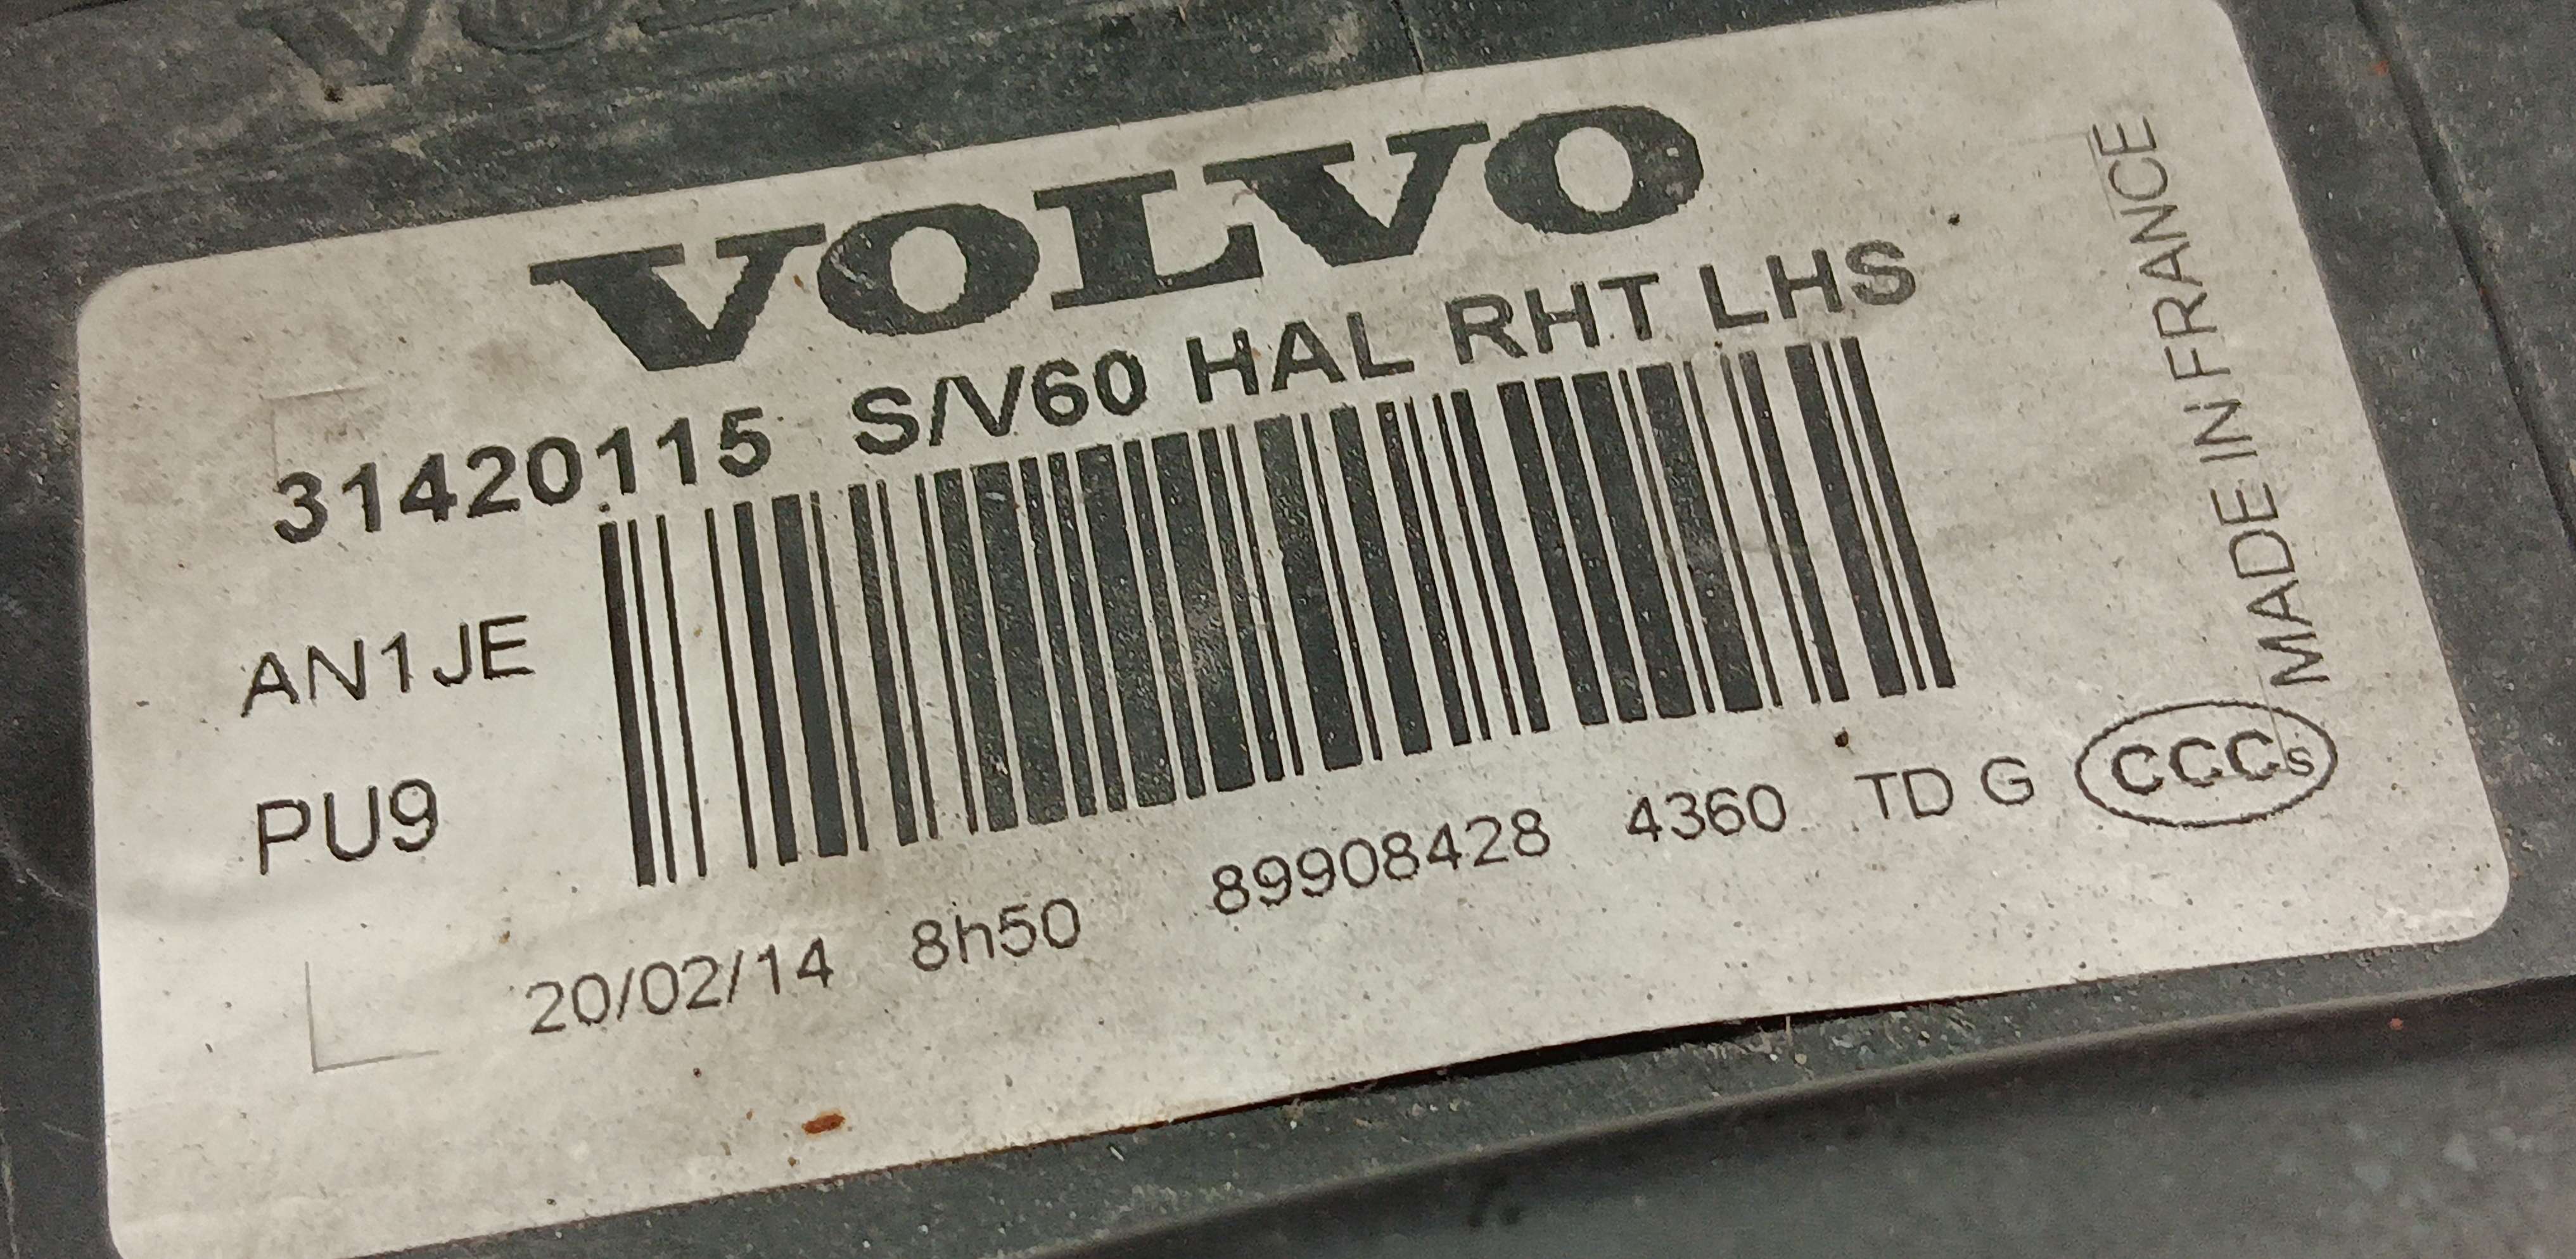 VOLVO
31420115 S/V60 HAL RHT LHS
AN1JE
PU9
20/02/14 8h50 89908428 4360 TD G CCCs
MADE IN FRANCE